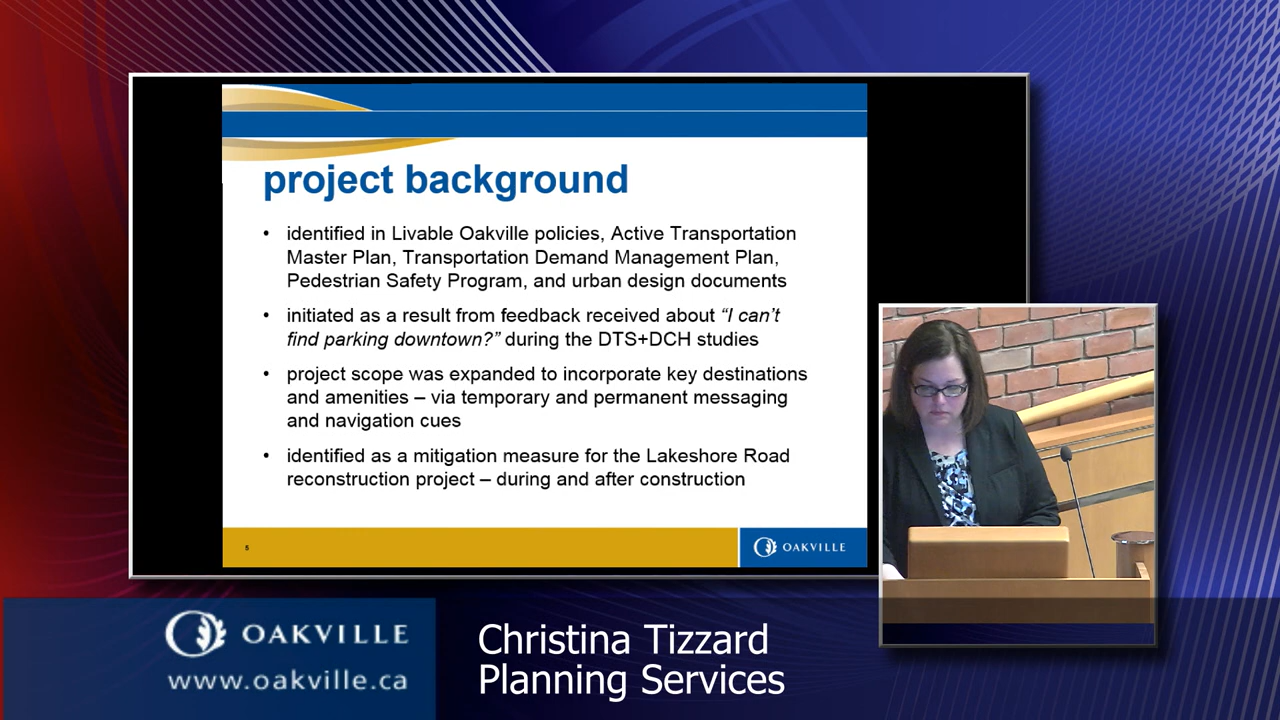 project background
• identified in Livable Oakville policies, Active Transportation
Master Plan, Transportation Demand Management Plan,
Pedestrian Safety Program, and urban design documents
• initiated as a result from feedback received about “I can’t
find parking downtown?” during the DTS+DCH studies
• project scope was expanded to incorporate key destinations
and amenities – via temporary and permanent messaging
and navigation cues
• identified as a mitigation measure for the Lakeshore Road
reconstruction project – during and after construction
5
OAKVILLE
OAKVILLE
www.oakville.ca
Christina Tizzard
Planning Services